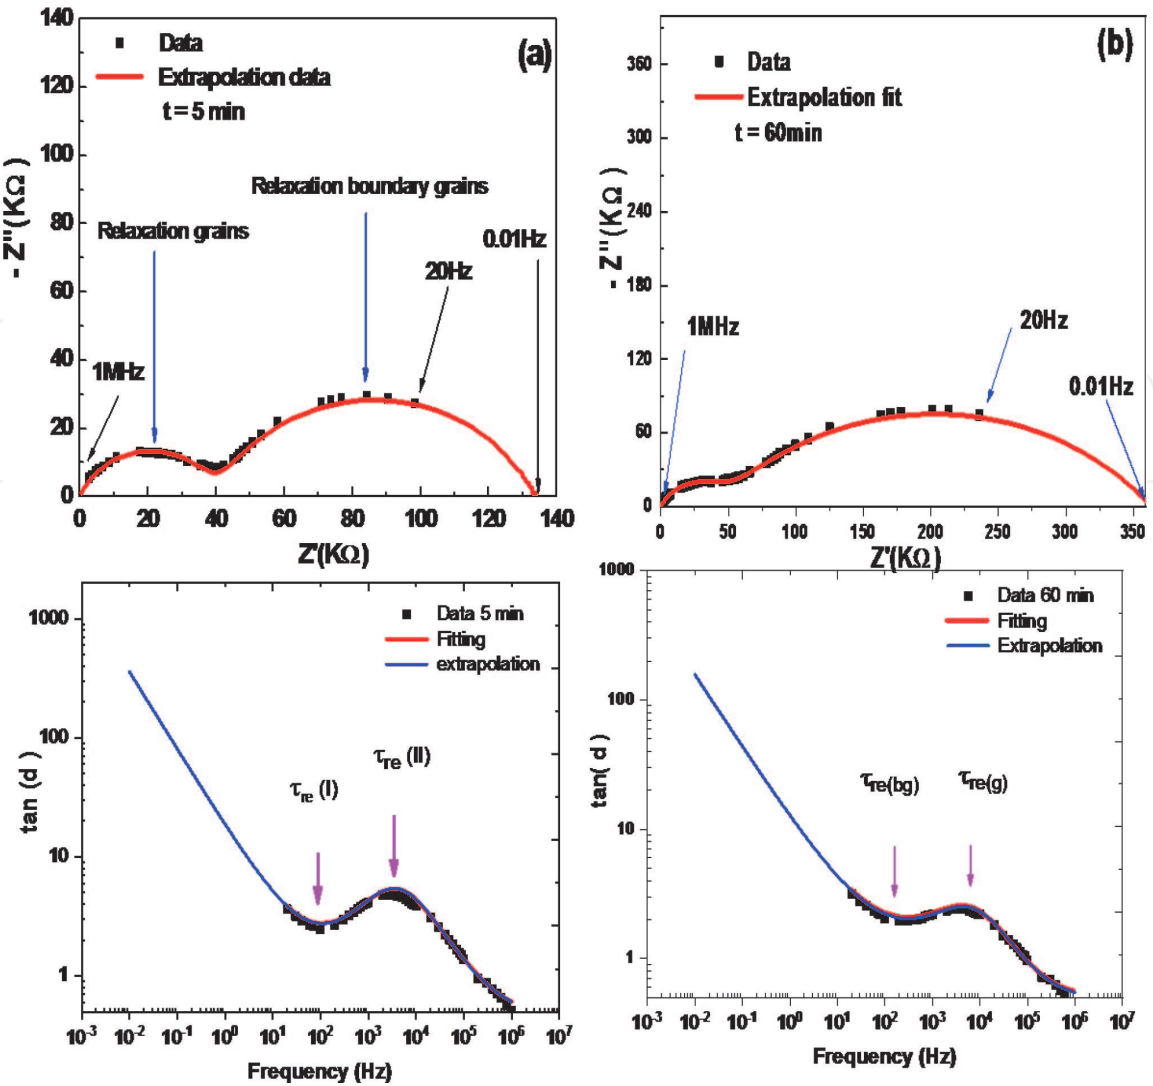 (a)
Data
Extrapolation data
t = 5 min
Relaxation boundary grains
Relaxation grains
0.01Hz
20Hz
1MHz
- Z''(KΩ)
140
120
100
80
60
40
20
0
0 20 40 60 80 100 120 140
Z'(KΩ)
(b)
Data
Extrapolation fit
t = 60min
1MHz
20Hz
0.01Hz
- Z''(KΩ)
360
300
240
180
120
60
0
0 50 100 150 200 250 300 350
Z'(KΩ)
Data 5 min
Fitting
extrapolation
τre (II)
τre (I)
tan (d )
1000
100
10
1
10-3 10-2 10-1 100 101 102 103 104 105 106 107
Frequency (Hz)
Data 60 min
Fitting
Extrapolation
τre(bg)
τre(g)
tan( d )
1000
100
10
1
10-3 10-2 10-1 100 101 102 103 104 105 106 107
Frequency (Hz)